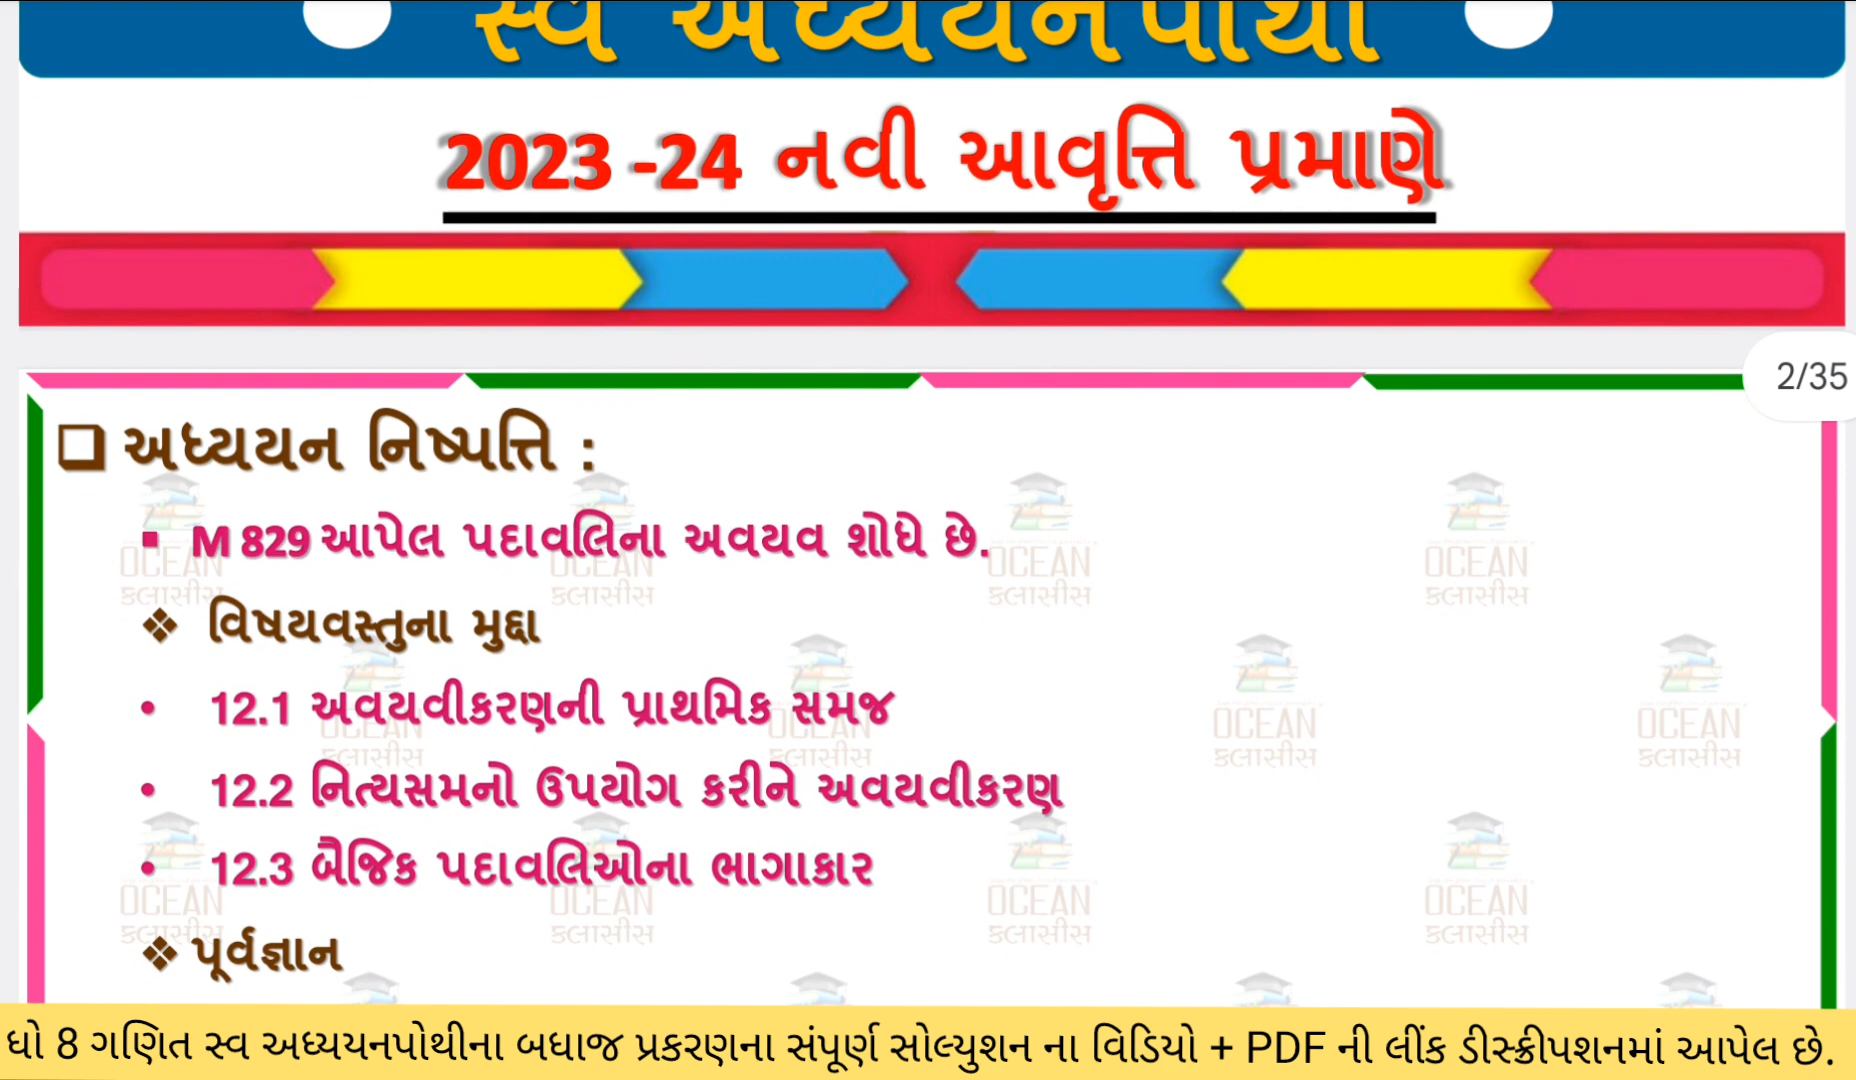 સ્વ અધ્યયનપોથી
2023 -24 નવી આવૃત્તિ પ્રમાણે
2/35
❑ અધ્યયન નિષ્પત્તિ :
▪ M 829 આપેલ પદાવલિના અવયવ શોધે છે.
❖ વિષયવસ્તુના મુદ્દા
• 12.1 અવયવીકરણની પ્રાથમિક સમજ
• 12.2 નિત્યસમનો ઉપયોગ કરીને અવયવીકરણ
• 12.3 બૈજિક પદાવલિઓના ભાગાકાર
❖ પૂર્વજ્ઞાન
OCEAN
ક્લાસીસ
ધો 8 ગણિત સ્વ અધ્યયનપોથીના બધાજ પ્રકરણના સંપૂર્ણ સોલ્યુશન ના વિડિયો + PDF ની લીંક ડીસ્ક્રીપશનમાં આપેલ છે.